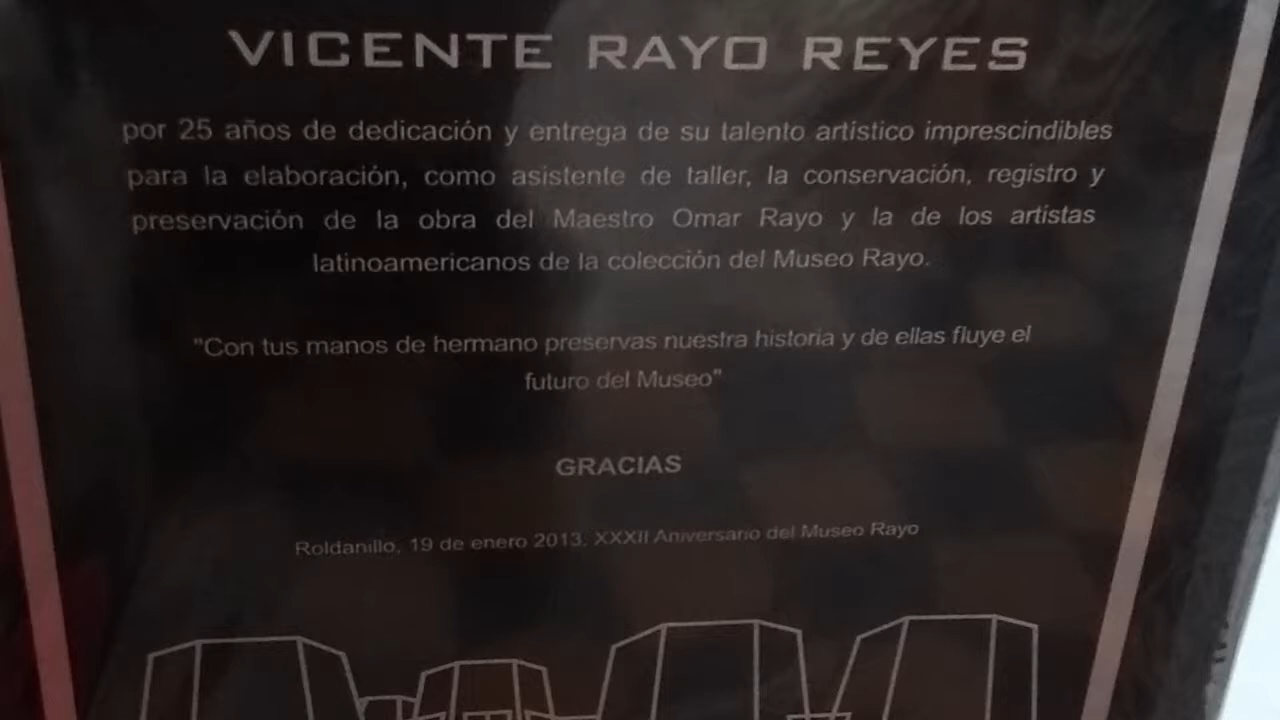 VICENTE RAYO REYES
por 25 años de dedicación y entrega de su talento artístico imprescindibles
para la elaboración, como asistente de taller, la conservación, registro y
preservación de la obra del Maestro Omar Rayo y la de los artistas
latinoamericanos de la colección del Museo Rayo.
"Con tus manos de hermano preservas nuestra historia y de ellas fluye el
futuro del Museo"
GRACIAS
Roldanillo, 19 de enero 2013, XXXII Aniversario del Museo Rayo